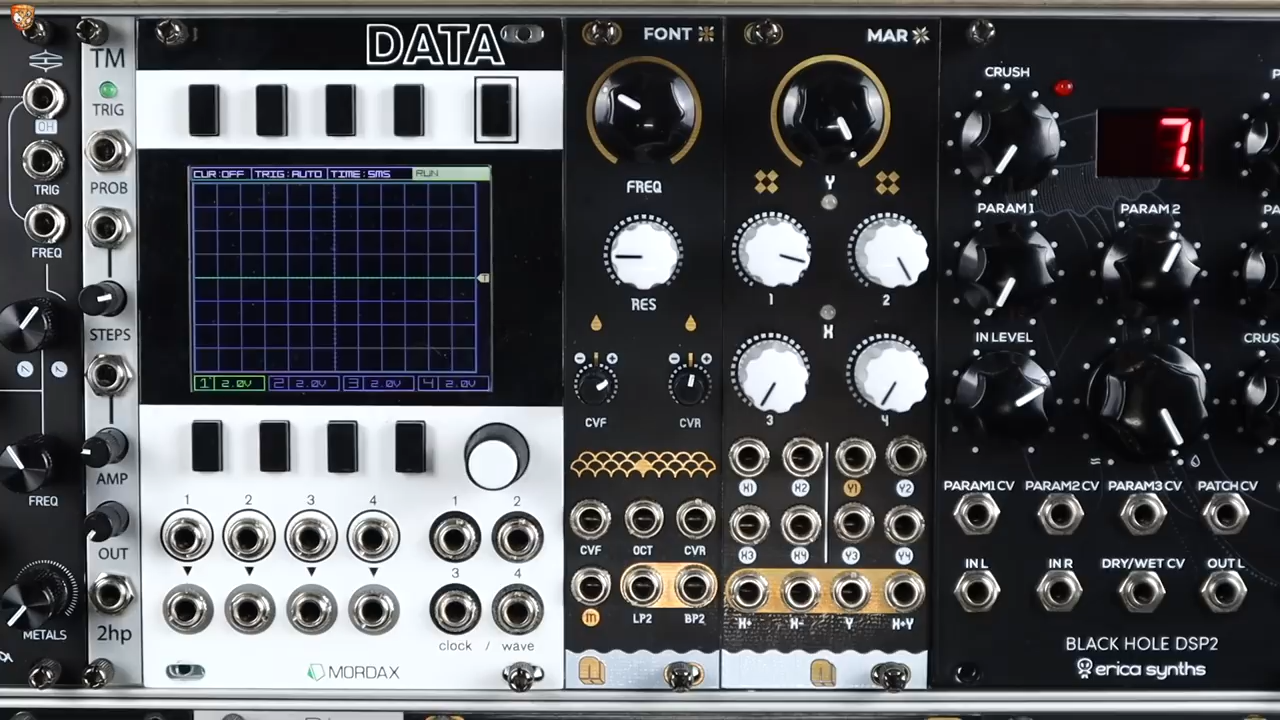 OH
TRIG
FREQ
FREQ
METALS
TM
TRIG
PROB
STEPS
AMP
OUT
2hp
DATA
CUR:OFF TRIG:AUTO TIME:5MS RUN
T
1 2.0V 2 2.0V 3 2.0V 4 2.0V
1 2 3 4 1 2
3 4
clock / wave
MORDAX
FONT
FREQ
RES
CVF CVR
CVF OCT CVR
IN LP2 BP2
MAR
Y
1 2
X
3 4
X1 X2 Y1 Y2
X3 X4 Y3 Y4
X+ X- Y X+Y
CRUSH
7
PARAM 1 PARAM 2
IN LEVEL
CRUS
PARAM1 CV PARAM2 CV PARAM3 CV PATCH CV
IN L IN R DRY/WET CV OUT L
BLACK HOLE DSP2
erica synths